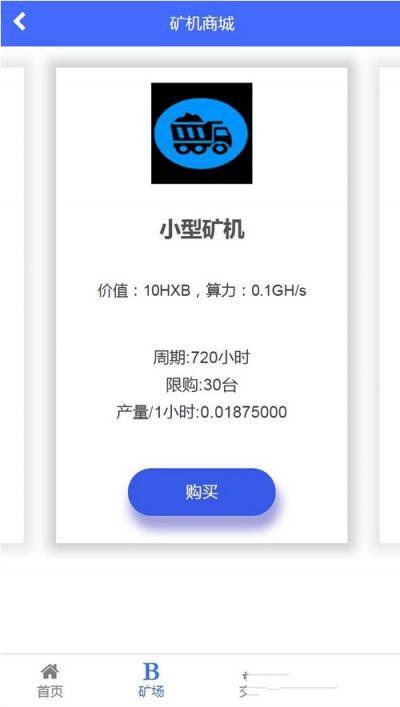 矿机商城
小型矿机
价值：10HXB，算力：0.1GH/s
周期:720小时
限购:30台
产量/1小时:0.01875000
购买
B
首页
矿场